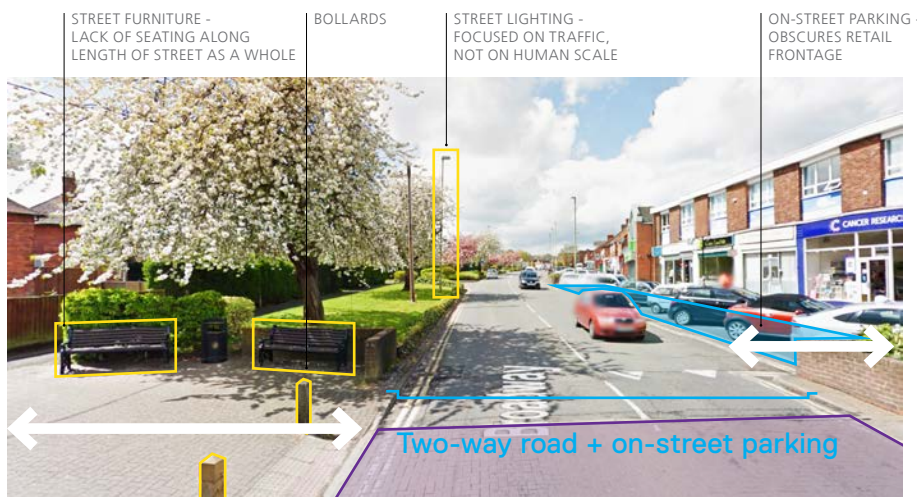 STREET FURNITURE -
LACK OF SEATING ALONG
LENGTH OF STREET AS A WHOLE
BOLLARDS
STREET LIGHTING -
FOCUSED ON TRAFFIC,
NOT ON HUMAN SCALE
ON-STREET PARKING -
OBSCURES RETAIL
FRONTAGE
CANCER RESEARCH
Broadway
Two-way road + on-street parking